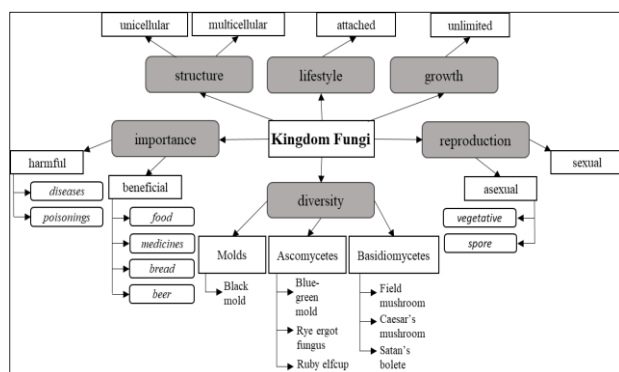 unicellular
multicellular
attached
unlimited
structure
lifestyle
growth
importance
Kingdom Fungi
reproduction
harmful
beneficial
diversity
asexual
sexual
diseases
poisonings
food
medicines
bread
beer
vegetative
spore
Molds
Ascomycetes
Basidiomycetes
Black
mold
Blue-
green
mold
Rye ergot
fungus
Ruby elfcup
Field
mushroom
Caesar's
mushroom
Satan's
bolete